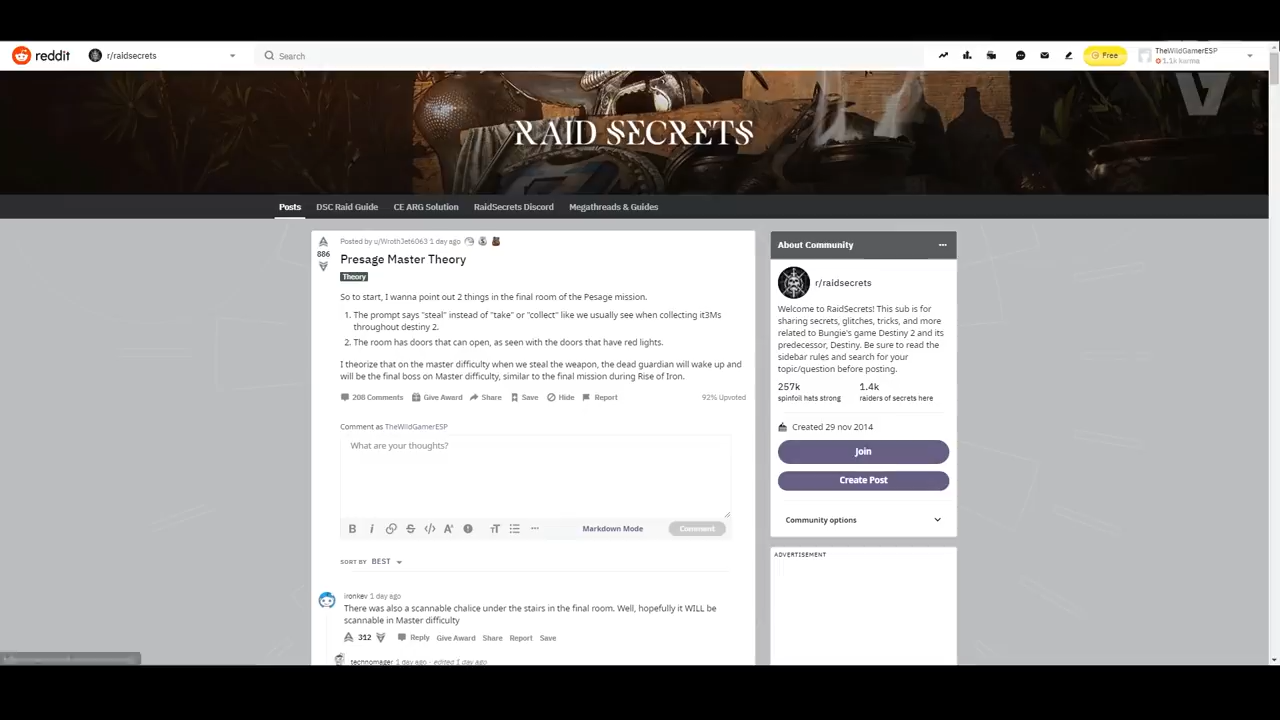 reddit r/raidsecrets Search Free TheWildGamerESP
1.1k karma
RAID SECRETS
Posts DSC Raid Guide CE ARG Solution RaidSecrets Discord Megathreads & Guides
Posted by u/WrothJet6063 1 day ago
886
Presage Master Theory
Theory
So to start, I wanna point out 2 things in the final room of the Pesage mission.
1. The prompt says "steal" instead of "take" or "collect" like we usually see when collecting it3Ms
throughout destiny 2.
2. The room has doors that can open, as seen with the doors that have red lights.
I theorize that on the master difficulty when we steal the weapon, the dead guardian will wake up and
will be the final boss on Master difficulty, similar to the final mission during Rise of Iron.
208 Comments Give Award Share Save Hide Report 92% Upvoted
Comment as TheWildGamerESP
What are your thoughts?
Markdown Mode Comment
SORT BY BEST
ironkev 1 day ago
There was also a scannable chalice under the stairs in the final room. Well, hopefully it WILL be
scannable in Master difficulty
312 Reply Give Award Share Report Save
technomager 1 day ago · edited 1 day ago
About Community
r/raidsecrets
Welcome to RaidSecrets! This sub is for
sharing secrets, glitches, tricks, and more
related to Bungie's game Destiny 2 and its
predecessor, Destiny. Be sure to read the
sidebar rules and search for your
topic/question before posting.
257k 1.4k
spinfoil hats strong raiders of secrets here
Created 29 nov 2014
Join
Create Post
Community options
ADVERTISEMENT